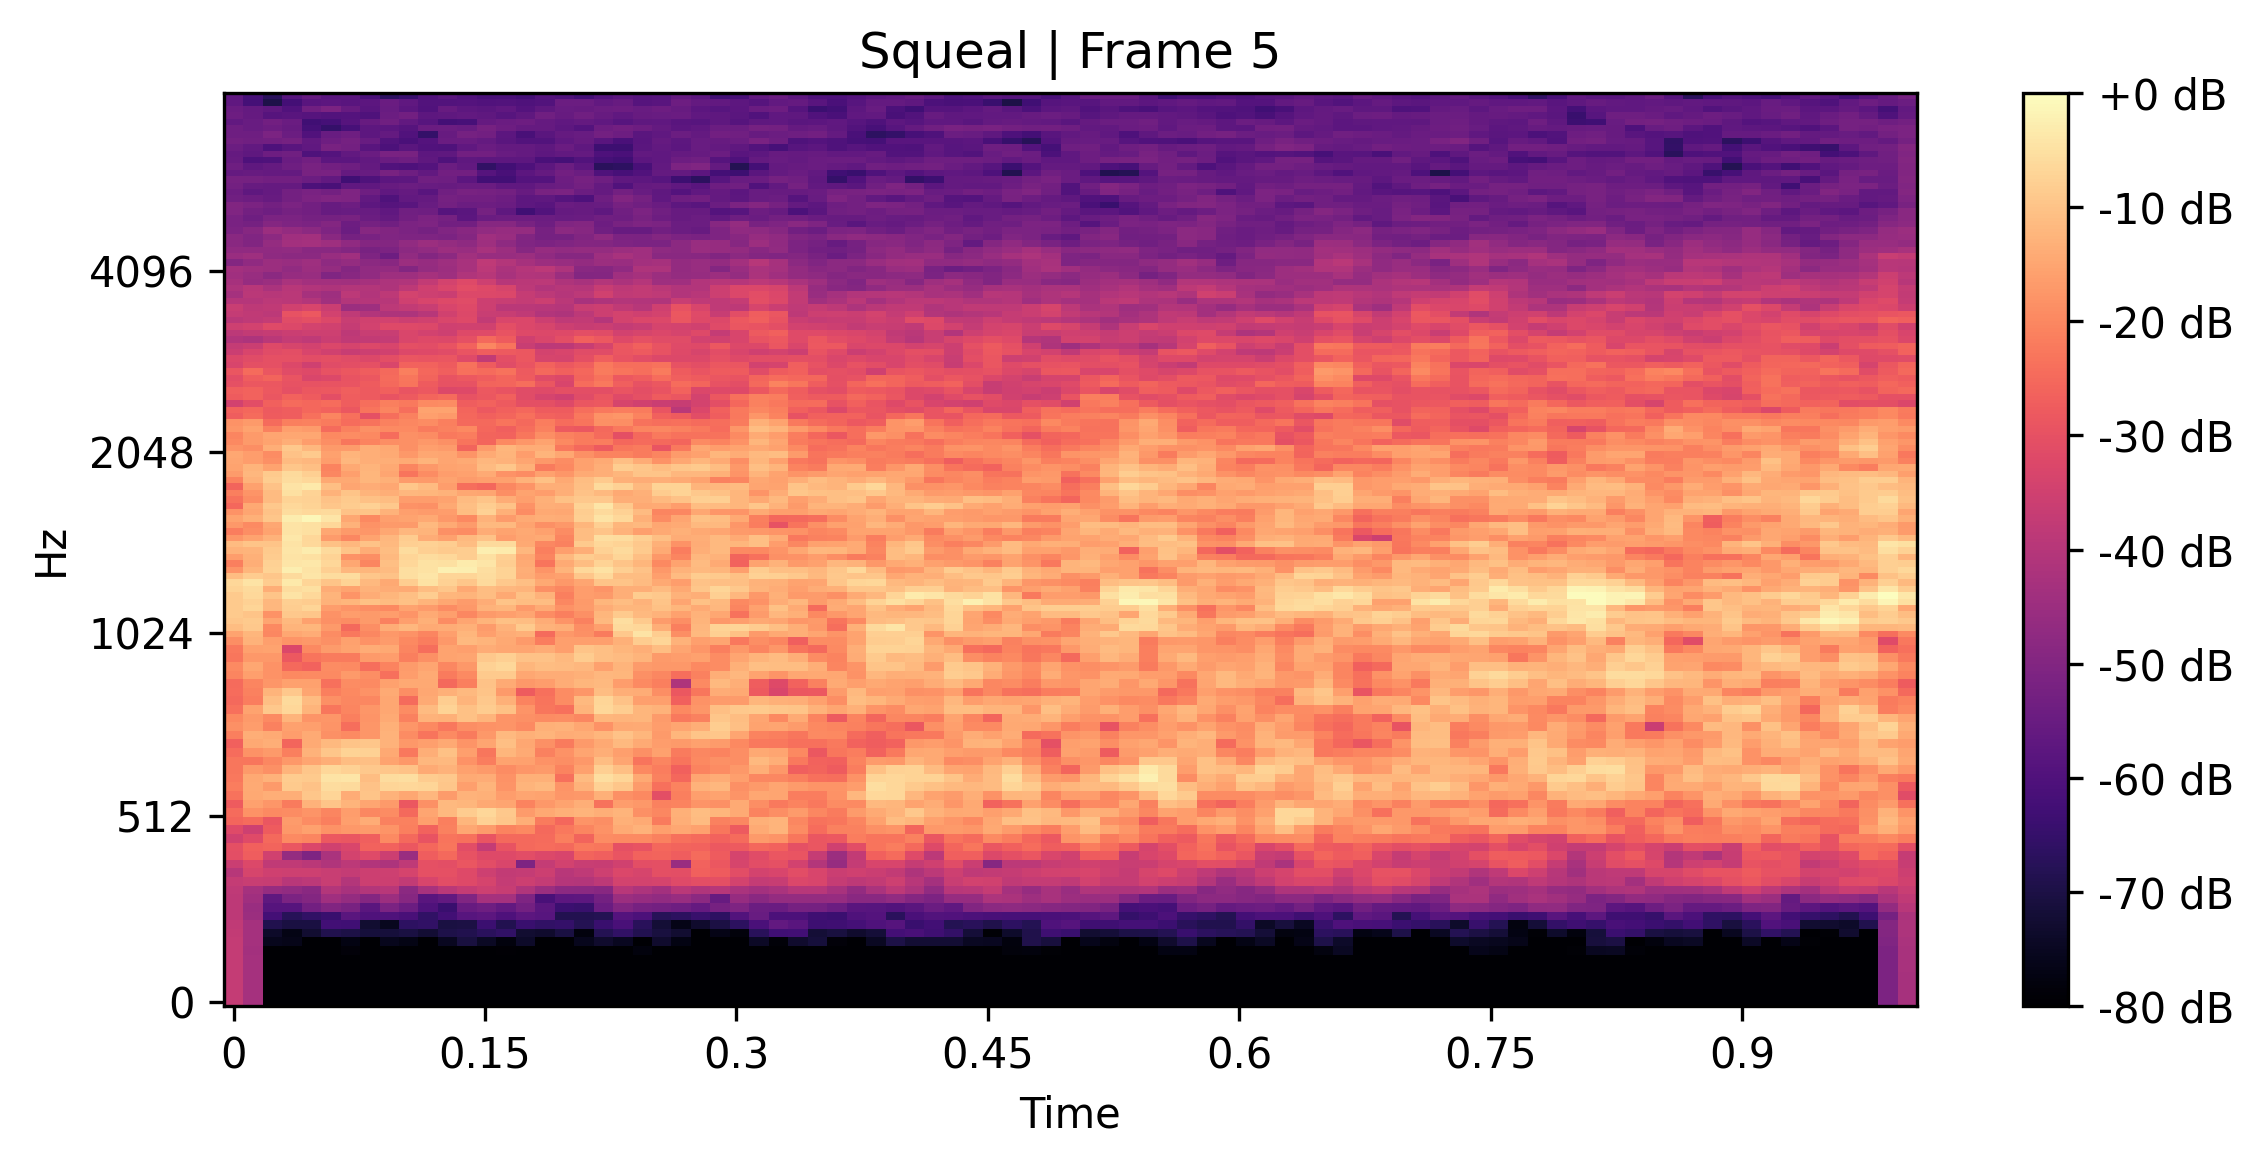 Squeal | Frame 5
Hz
4096
2048
1024
512
0
0 0.15 0.3 0.45 0.6 0.75 0.9
Time
+0 dB
-10 dB
-20 dB
-30 dB
-40 dB
-50 dB
-60 dB
-70 dB
-80 dB